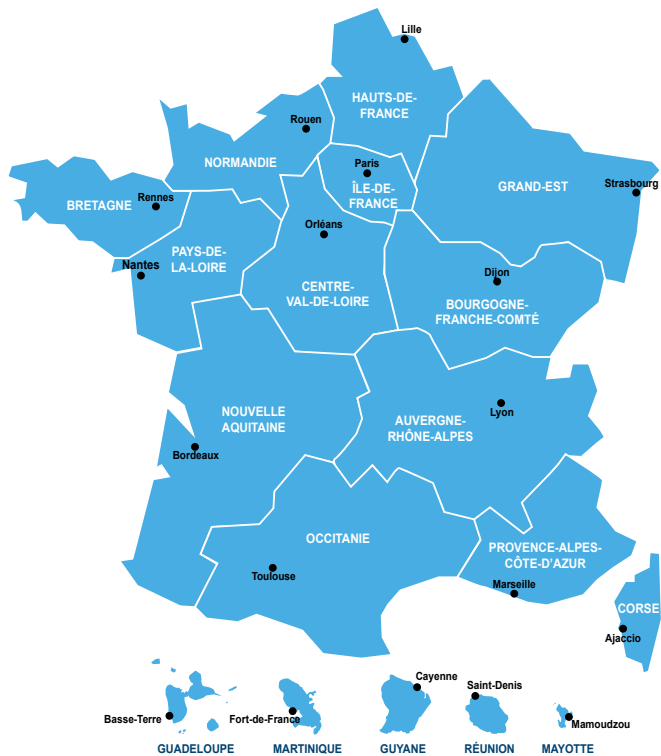 Lille
HAUTS-DE-
FRANCE
Rouen
NORMANDIE
Paris
ÎLE-DE-
FRANCE
GRAND-EST
Strasbourg
BRETAGNE
Rennes
Orléans
PAYS-DE-
LA-LOIRE
Nantes
CENTRE-
VAL-DE-LOIRE
Dijon
BOURGOGNE-
FRANCHE-COMTÉ
NOUVELLE
AQUITAINE
Bordeaux
AUVERGNE-
RHÔNE-ALPES
Lyon
OCCITANIE
Toulouse
PROVENCE-ALPES-
CÔTE-D'AZUR
Marseille
CORSE
Ajaccio
Basse-Terre
GUADELOUPE
Fort-de-France
MARTINIQUE
Cayenne
GUYANE
Saint-Denis
RÉUNION
Mamoudzou
MAYOTTE